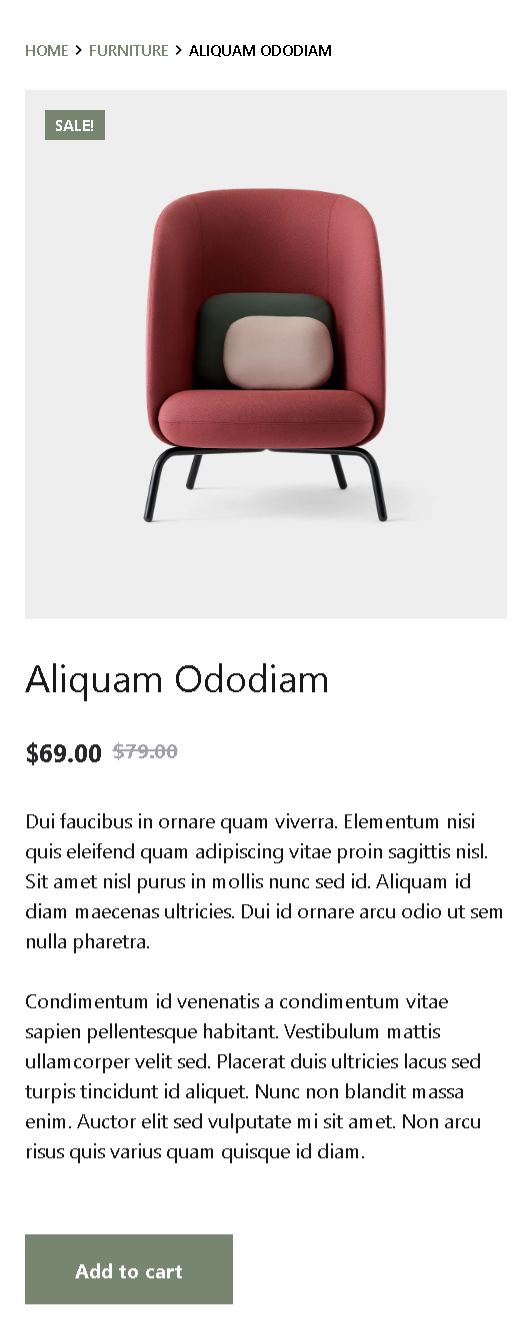 HOME > FURNITURE > ALIQUAM ODODIAM
SALE!
Aliquam Ododiam
$69.00 $79.00
Dui faucibus in ornare quam viverra. Elementum nisi
quis eleifend quam adipiscing vitae proin sagittis nisl.
Sit amet nisl purus in mollis nunc sed id. Aliquam id
diam maecenas ultricies. Dui id ornare arcu odio ut sem
nulla pharetra.
Condimentum id venenatis a condimentum vitae
sapien pellentesque habitant. Vestibulum mattis
ullamcorper velit sed. Placerat duis ultricies lacus sed
turpis tincidunt id aliquet. Nunc non blandit massa
enim. Auctor elit sed vulputate mi sit amet. Non arcu
risus quis varius quam quisque id diam.
Add to cart